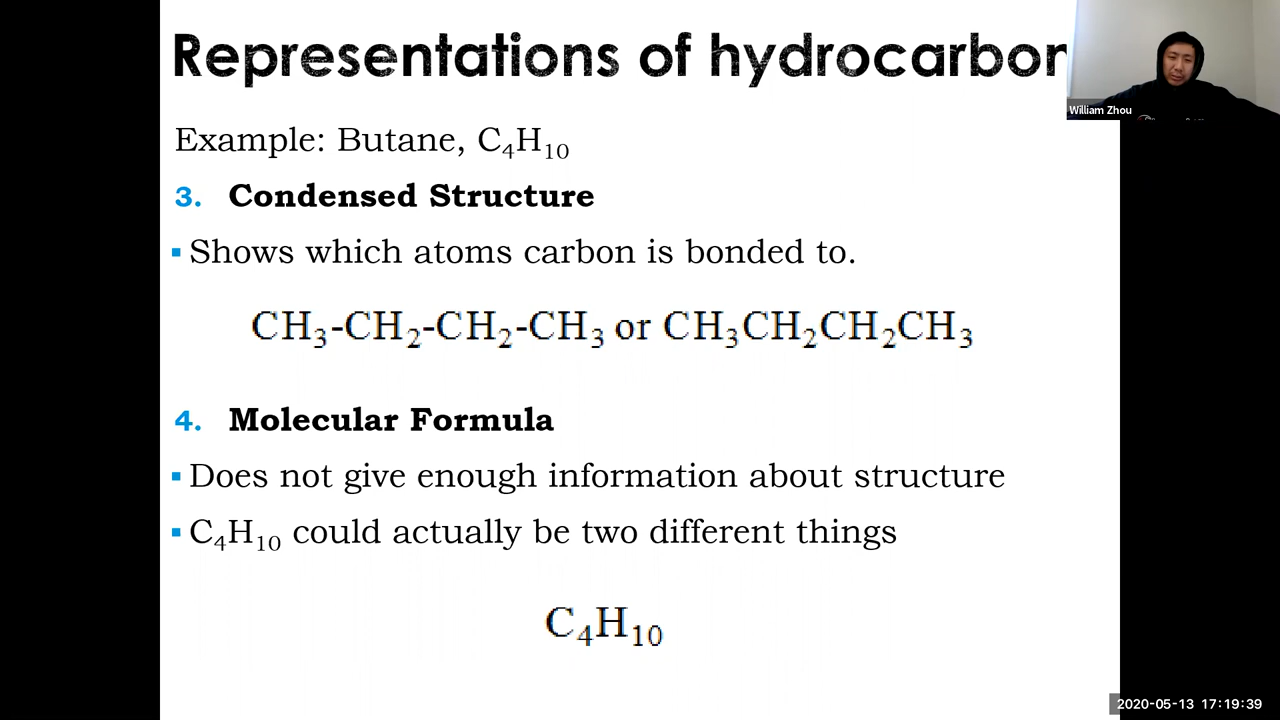 Representations of hydrocarbon
William Zhou
Example: Butane, C₄H₁₀
3. Condensed Structure
▪ Shows which atoms carbon is bonded to.
CH₃-CH₂-CH₂-CH₃ or CH₃CH₂CH₂CH₃
4. Molecular Formula
▪ Does not give enough information about structure
▪ C₄H₁₀ could actually be two different things
C₄H₁₀
2020-05-13 17:19:39